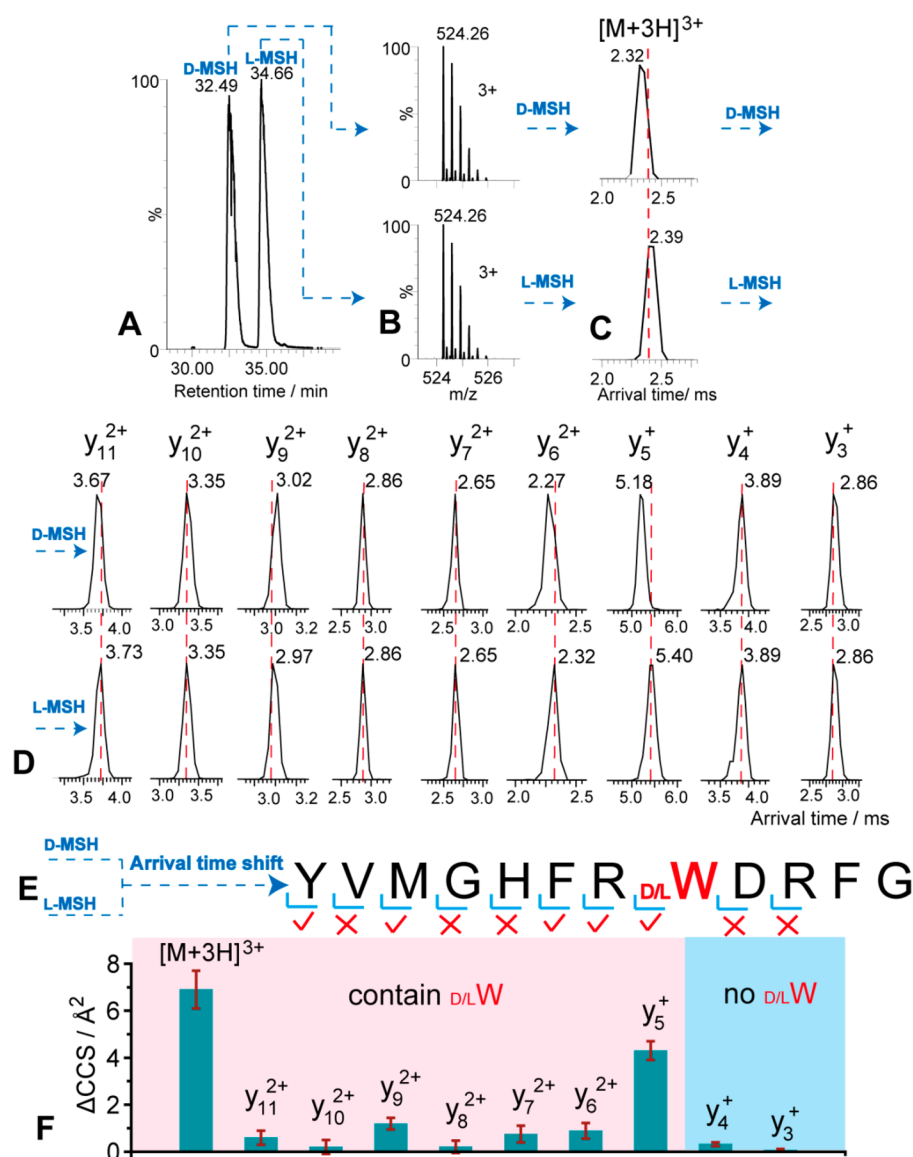 D-MSH
32.49
L-MSH
34.66
100
%
0
30.00 35.00
Retention time / min
A
100
%
0
524.26
3+
D-MSH
100
%
0
524.26
3+
L-MSH
524 526
m/z
B
[M+3H]3+
2.32
D-MSH
2.0 2.5
2.39
L-MSH
2.0 2.5
Arrival time/ ms
C
y11 2+ y10 2+ y9 2+ y8 2+ y7 2+ y6 2+ y5 + y4 + y3 +
3.67 3.35 3.02 2.86 2.65 2.27 5.18 3.89 2.86
D-MSH
3.5 4.0 3.0 3.5 3.0 3.2 2.5 3.0 2.5 3.0 2.0 2.5 5.0 6.0 3.5 4.0 2.5 3.0
3.73 3.35 2.97 2.86 2.65 2.32 5.40 3.89 2.86
L-MSH
3.5 4.0 3.0 3.5 3.0 3.2 2.5 3.0 2.5 3.0 2.0 2.5 5.0 6.0 3.5 4.0 2.5 3.0
D
Arrival time / ms
D-MSH
E
Arrival time shift
L-MSH
Y V M G H F R D/L W D R F G
[M+3H]3+
contain D/L W
no D/L W
8
6
4
2
0
ΔCCS / Å2
y11 2+ y10 2+ y9 2+ y8 2+ y7 2+ y6 2+ y5 + y4 + y3 +
F